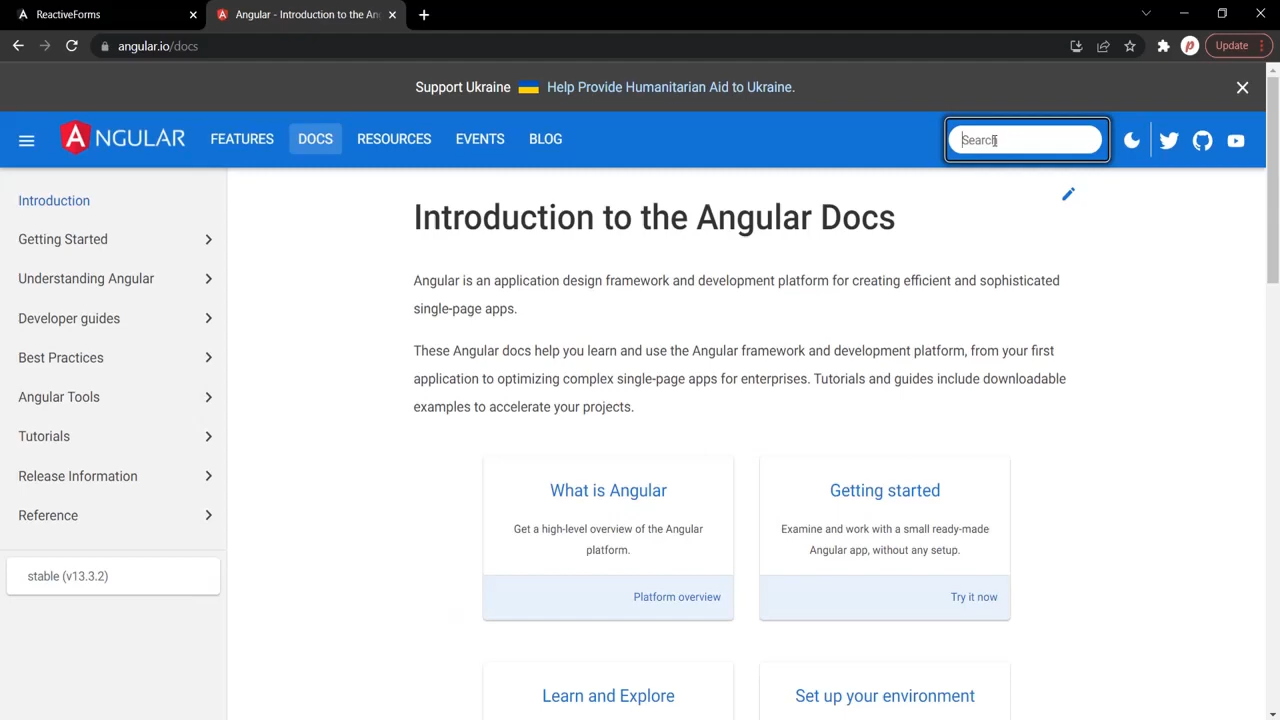 ReactiveForms
Angular - Introduction to the An
angular.io/docs
Update
Support Ukraine Help Provide Humanitarian Aid to Ukraine.
ANGULAR
FEATURES
DOCS
RESOURCES
EVENTS
BLOG
Search
Introduction
Getting Started
Understanding Angular
Developer guides
Best Practices
Angular Tools
Tutorials
Release Information
Reference
stable (v13.3.2)
Introduction to the Angular Docs
Angular is an application design framework and development platform for creating efficient and sophisticated
single-page apps.
These Angular docs help you learn and use the Angular framework and development platform, from your first
application to optimizing complex single-page apps for enterprises. Tutorials and guides include downloadable
examples to accelerate your projects.
What is Angular
Get a high-level overview of the Angular
platform.
Platform overview
Getting started
Examine and work with a small ready-made
Angular app, without any setup.
Try it now
Learn and Explore
Set up your environment